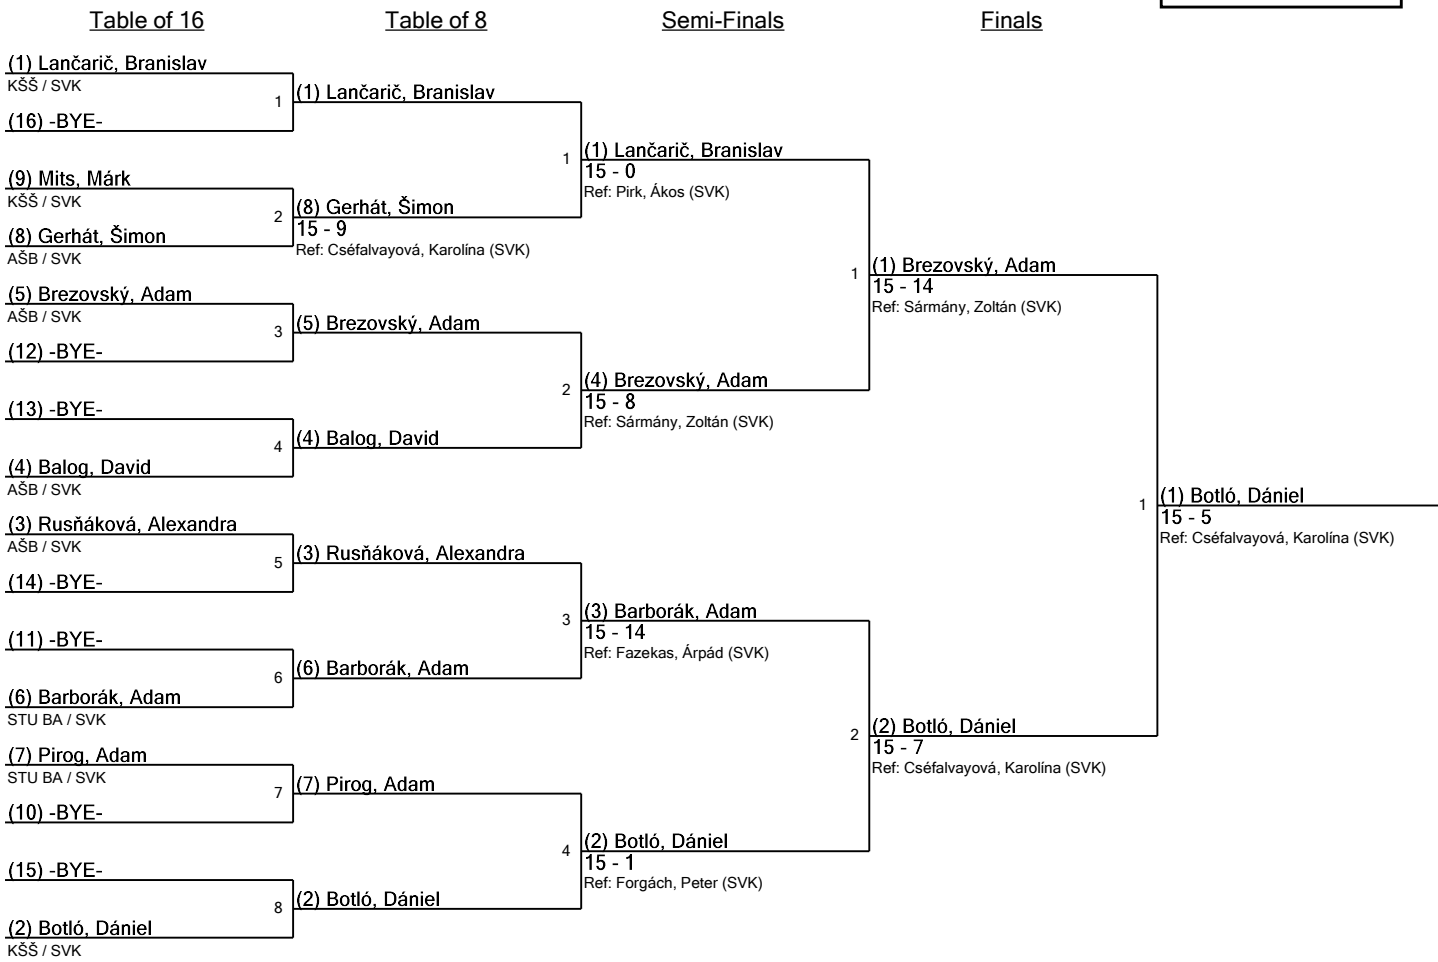 Table of 16
Table of 8
Semi-Finals
Finals
(1) Lančarič, Branislav
KŠŠ / SVK
1
(16) -BYE-
(9) Mits, Márk
KŠŠ / SVK
2
(8) Gerhát, Šimon
AŠB / SVK
(5) Brezovský, Adam
AŠB / SVK
3
(12) -BYE-
(13) -BYE-
4
(4) Balog, David
AŠB / SVK
(3) Rusňáková, Alexandra
AŠB / SVK
5
(14) -BYE-
(11) -BYE-
6
(6) Barborák, Adam
STU BA / SVK
(7) Pirog, Adam
STU BA / SVK
7
(10) -BYE-
(15) -BYE-
8
(2) Botló, Dániel
KŠŠ / SVK
(1) Lančarič, Branislav
1
(8) Gerhát, Šimon
15 - 9
Ref: Cséfalvayová, Karolína (SVK)
(5) Brezovský, Adam
2
(4) Balog, David
(3) Rusňáková, Alexandra
3
(6) Barborák, Adam
(7) Pirog, Adam
4
(2) Botló, Dániel
(1) Lančarič, Branislav
15 - 0
Ref: Pirk, Ákos (SVK)
1
(4) Brezovský, Adam
15 - 8
Ref: Sármány, Zoltán (SVK)
(3) Barborák, Adam
15 - 14
Ref: Fazekas, Árpád (SVK)
2
(2) Botló, Dániel
15 - 1
Ref: Forgách, Peter (SVK)
(1) Brezovský, Adam
15 - 14
Ref: Sármány, Zoltán (SVK)
1
(2) Botló, Dániel
15 - 7
Ref: Cséfalvayová, Karolína (SVK)
(1) Botló, Dániel
15 - 5
Ref: Cséfalvayová, Karolína (SVK)